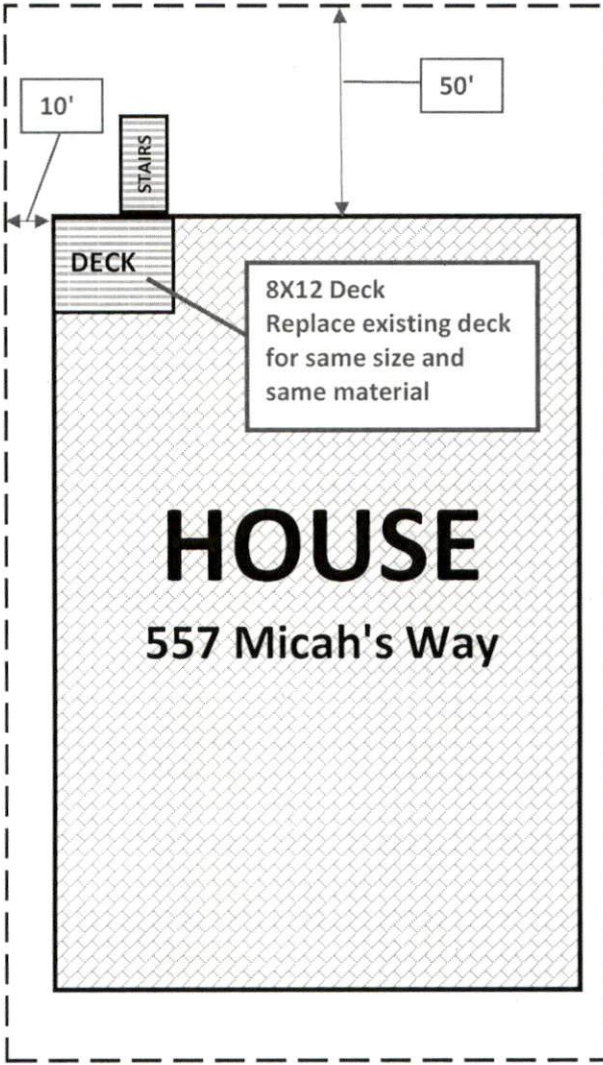 10'
50'
STAIRS
DECK
8X12 Deck
Replace existing deck
for same size and
same material
HOUSE
557 Micah's Way